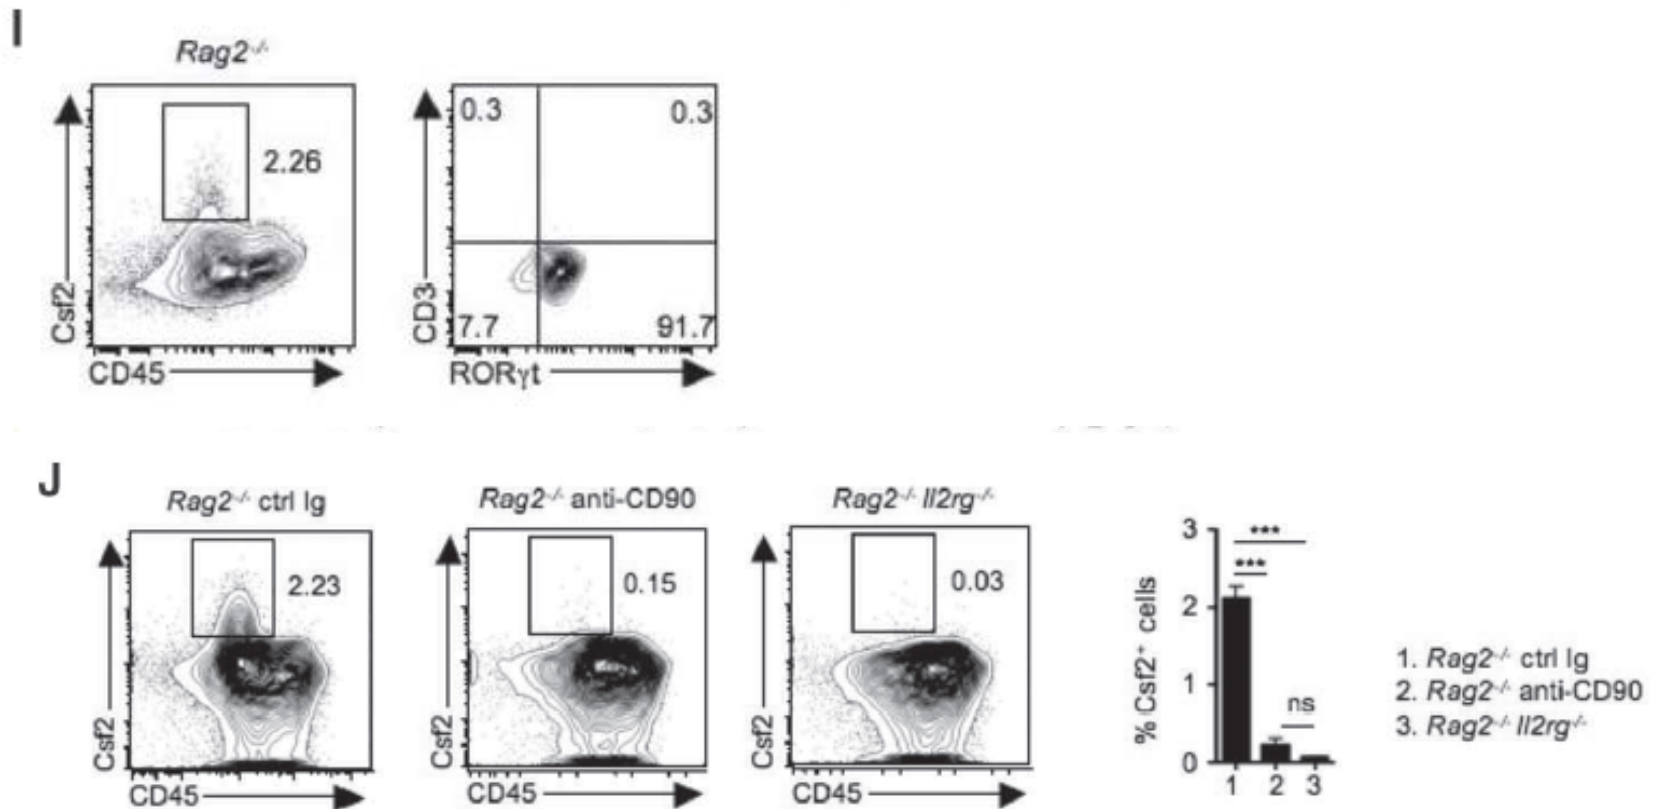 I
Rag2-/-
Csf2
2.26
CD45
0.3
0.3
CD3
7.7
91.7
RORγt
J
Rag2-/- ctrl Ig
Csf2
2.23
CD45
Rag2-/- anti-CD90
Csf2
0.15
CD45
Rag2-/- Il2rg-/-
Csf2
0.03
CD45
% Csf2+ cells
3
2
1
0
***
***
ns
1 2 3
1. Rag2-/- ctrl Ig
2. Rag2-/- anti-CD90
3. Rag2-/- Il2rg-/-